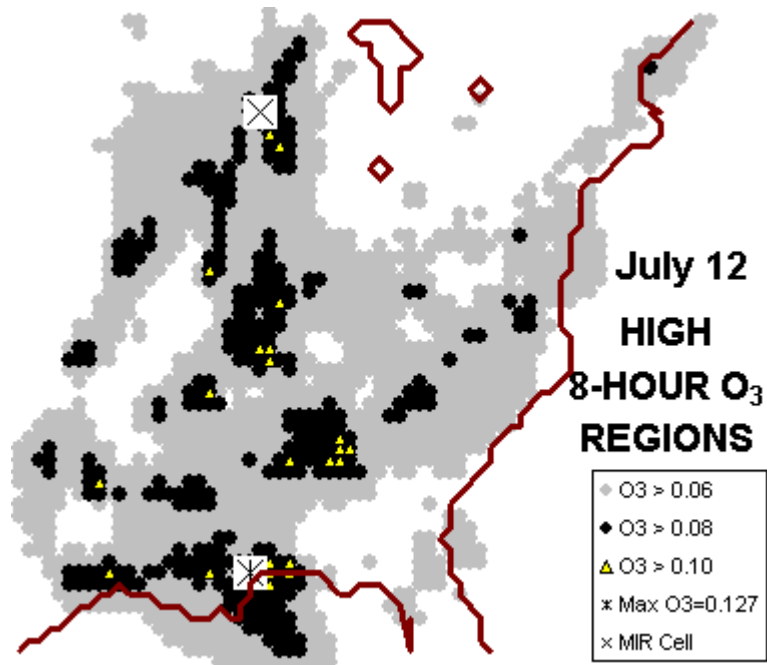 July 12
HIGH
8-HOUR O₃
REGIONS
O3 > 0.06
O3 > 0.08
O3 > 0.10
Max O3=0.127
MIR Cell